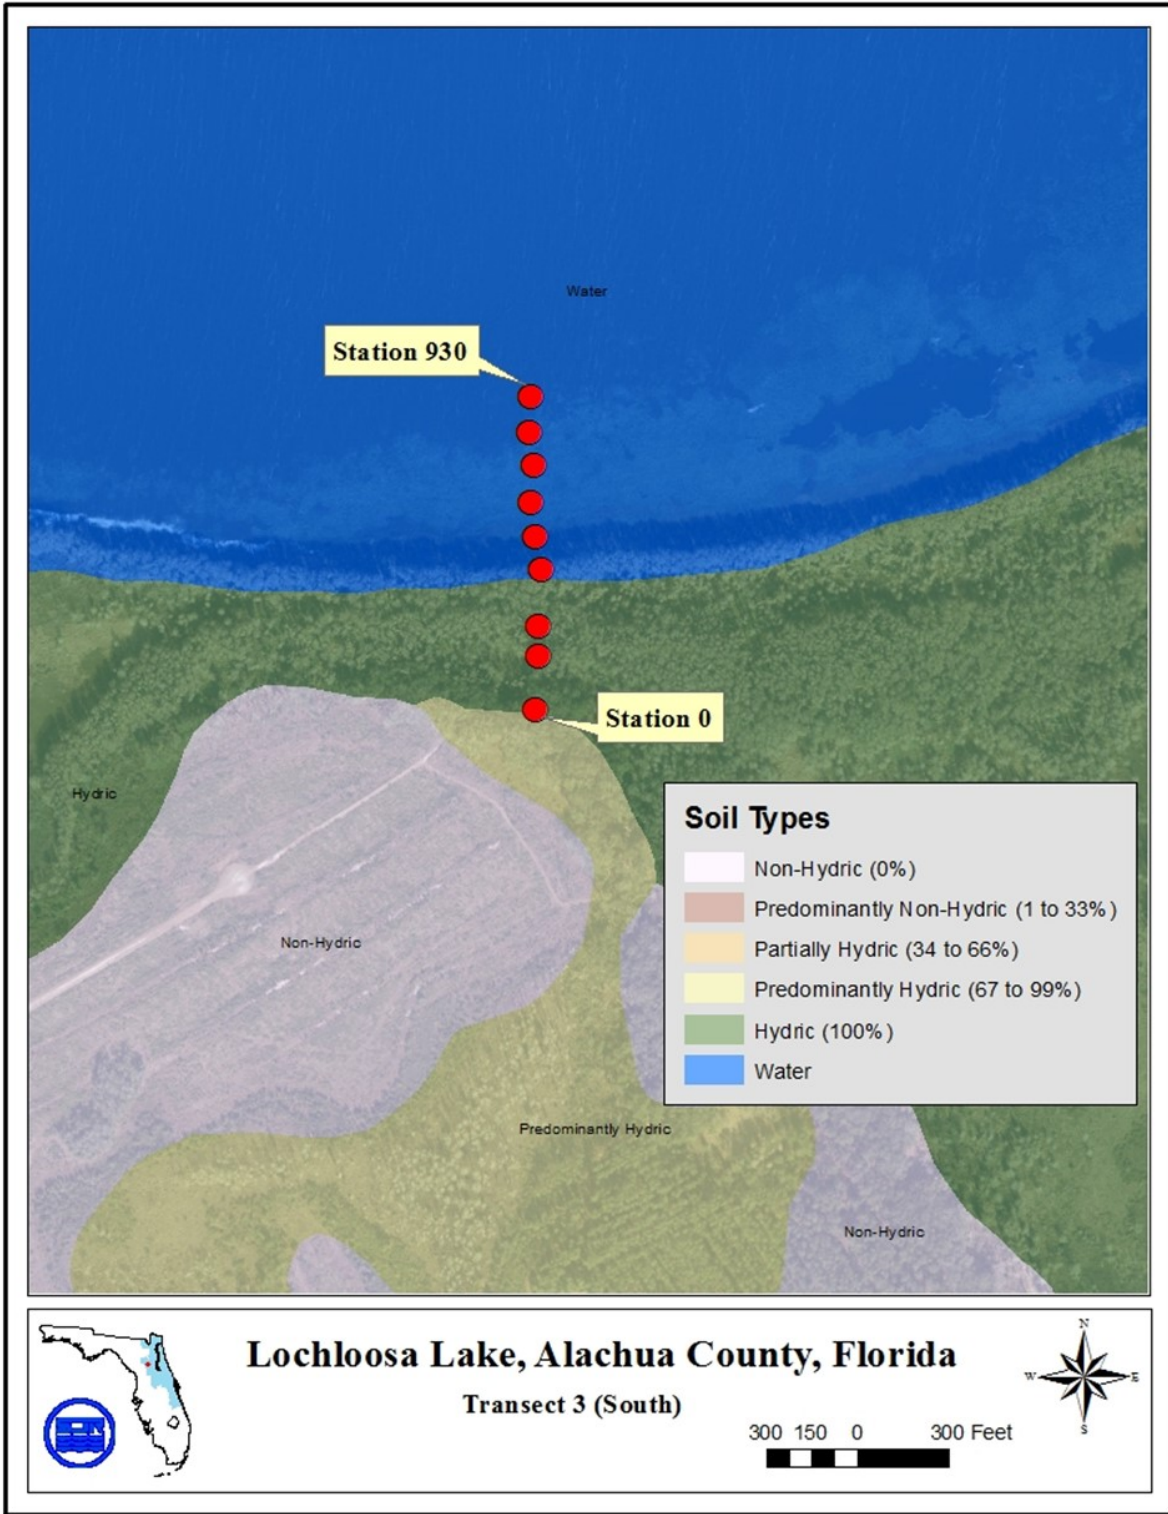 Water
Station 930
Station 0
Hydric
Soil Types
Non-Hydric (0%)
Predominantly Non-Hydric (1 to 33%)
Partially Hydric (34 to 66%)
Predominantly Hydric (67 to 99%)
Hydric (100%)
Water
Non-Hydric
Predominantly Hydric
Non-Hydric
Lochloosa Lake, Alachua County, Florida
Transect 3 (South)
N
W E
S
300 150 0 300 Feet